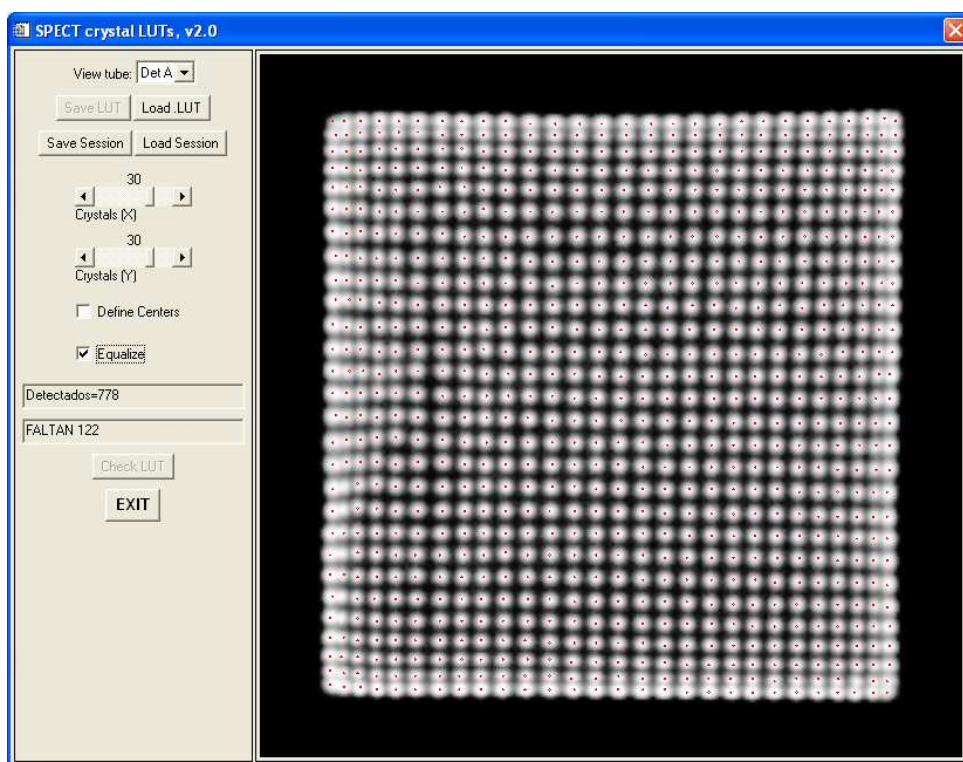 SPECT crystal LUTs, v2.0
View tube: Det A
Save LUT Load .LUT
Save Session Load Session
30
Crystals (X)
30
Crystals (Y)
Define Centers
Equalize
Detectados=778
FALTAN 122
Check LUT
EXIT